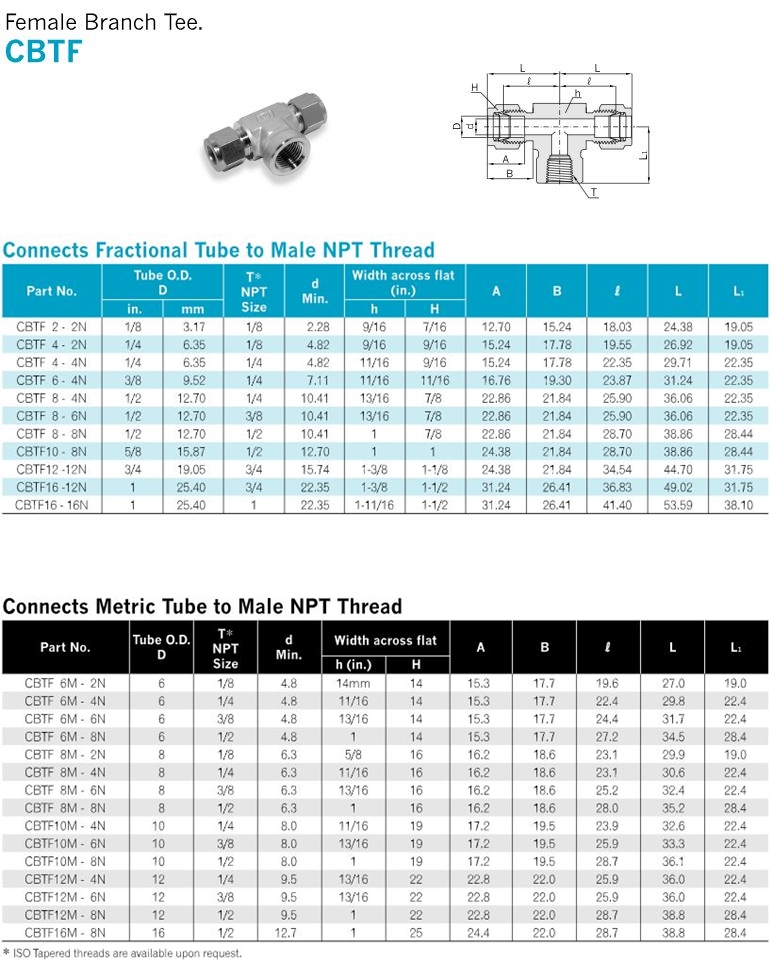 Female Branch Tee.
CBTF
L L
ℓ ℓ
H h
D d
A L1
B
T
Connects Fractional Tube to Male NPT Thread
Part No. Tube O.D. D T* NPT Size d Min. Width across flat (in.) A B ℓ L L1
in. mm h H
CBTF 2 - 2N 1/8 3.17 1/8 2.28 9/16 7/16 12.70 15.24 18.03 24.38 19.05
CBTF 4 - 2N 1/4 6.35 1/8 4.82 9/16 9/16 15.24 17.78 19.55 26.92 19.05
CBTF 4 - 4N 1/4 6.35 1/4 4.82 11/16 9/16 15.24 17.78 22.35 29.71 22.35
CBTF 6 - 4N 3/8 9.52 1/4 7.11 11/16 11/16 16.76 19.30 23.87 31.24 22.35
CBTF 8 - 4N 1/2 12.70 1/4 10.41 13/16 7/8 22.86 21.84 25.90 36.06 22.35
CBTF 8 - 6N 1/2 12.70 3/8 10.41 13/16 7/8 22.86 21.84 25.90 36.06 22.35
CBTF 8 - 8N 1/2 12.70 1/2 10.41 1 7/8 22.86 21.84 28.70 38.86 28.44
CBTF10 - 8N 5/8 15.87 1/2 12.70 1 1 24.38 21.84 28.70 38.86 28.44
CBTF12 -12N 3/4 19.05 3/4 15.74 1-3/8 1-1/8 24.38 21.84 34.54 44.70 31.75
CBTF16 -12N 1 25.40 3/4 22.35 1-3/8 1-1/2 31.24 26.41 36.83 49.02 31.75
CBTF16 - 16N 1 25.40 1 22.35 1-11/16 1-1/2 31.24 26.41 41.40 53.59 38.10
Connects Metric Tube to Male NPT Thread
Part No. Tube O.D. D T* NPT Size d Min. Width across flat A B ℓ L L1
h (in.) H
CBTF 6M - 2N 6 1/8 4.8 14mm 14 15.3 17.7 19.6 27.0 19.0
CBTF 6M - 4N 6 1/4 4.8 11/16 14 15.3 17.7 22.4 29.8 22.4
CBTF 6M - 6N 6 3/8 4.8 13/16 14 15.3 17.7 24.4 31.7 22.4
CBTF 6M - 8N 6 1/2 4.8 1 14 15.3 17.7 27.2 34.5 28.4
CBTF 8M - 2N 8 1/8 6.3 5/8 16 16.2 18.6 23.1 29.9 19.0
CBTF 8M - 4N 8 1/4 6.3 11/16 16 16.2 18.6 23.1 30.6 22.4
CBTF 8M - 6N 8 3/8 6.3 13/16 16 16.2 18.6 25.2 32.4 22.4
CBTF 8M - 8N 8 1/2 6.3 1 16 16.2 18.6 28.0 35.2 28.4
CBTF10M - 4N 10 1/4 8.0 11/16 19 17.2 19.5 23.9 32.6 22.4
CBTF10M - 6N 10 3/8 8.0 13/16 19 17.2 19.5 25.9 33.3 22.4
CBTF10M - 8N 10 1/2 8.0 1 19 17.2 19.5 28.7 36.1 22.4
CBTF12M - 4N 12 1/4 9.5 13/16 22 22.8 22.0 25.9 36.0 22.4
CBTF12M - 6N 12 3/8 9.5 13/16 22 22.8 22.0 25.9 36.0 22.4
CBTF12M - 8N 12 1/2 9.5 1 22 22.8 22.0 28.7 38.8 28.4
CBTF16M - 8N 16 1/2 12.7 1 25 24.4 22.0 28.7 38.8 28.4
* ISO Tapered threads are available upon request.